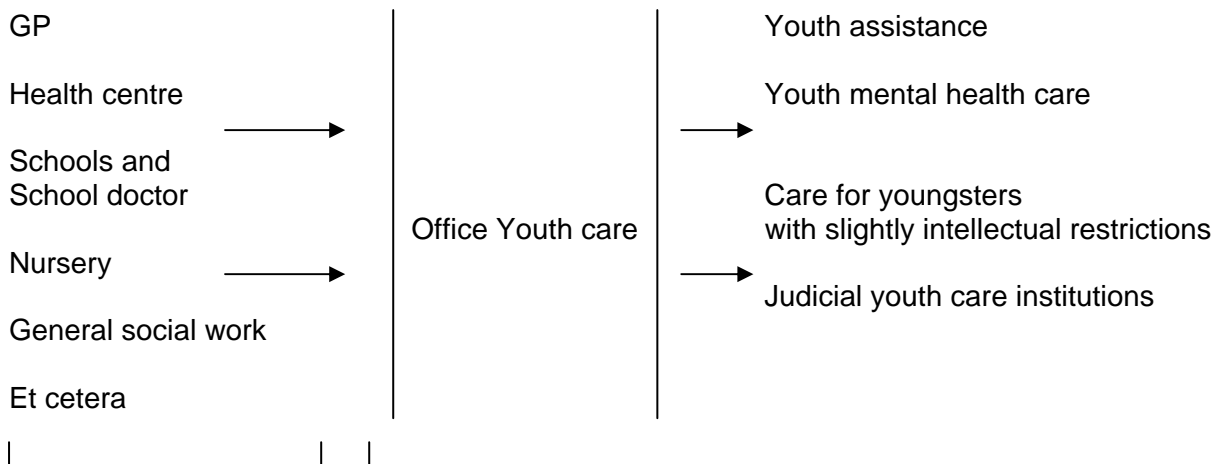 GP
Health centre
Schools and
School doctor
Nursery
General social work
Et cetera
Office Youth care
Youth assistance
Youth mental health care
Care for youngsters
with slightly intellectual restrictions
Judicial youth care institutions